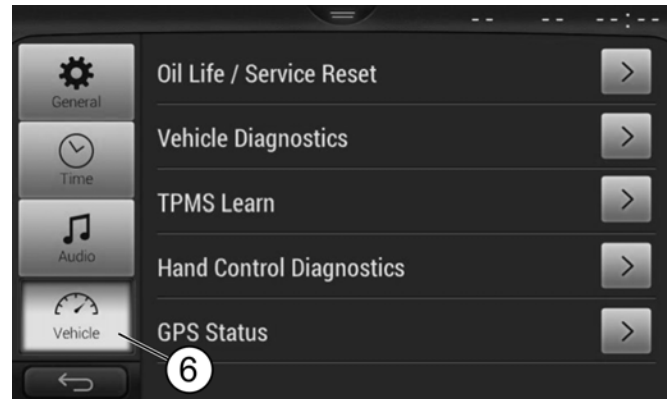 -- -- --:--
General
Oil Life / Service Reset
Time
Vehicle Diagnostics
TPMS Learn
Audio
Hand Control Diagnostics
Vehicle
GPS Status
6